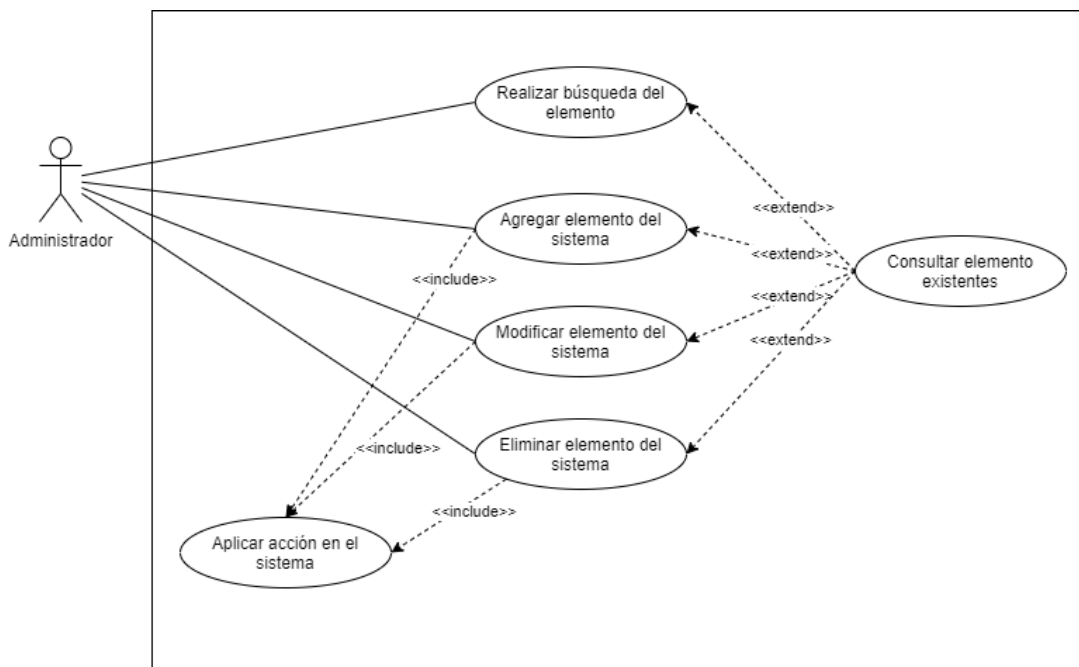 Realizar búsqueda del
elemento
Administrador
Agregar elemento del
sistema
<<extend>>
<<extend>>
<<include>>
Consultar elemento
existentes
<<extend>>
Modificar elemento del
sistema
<<extend>>
<<include>>
Eliminar elemento del
sistema
<<include>>
Aplicar acción en el
sistema